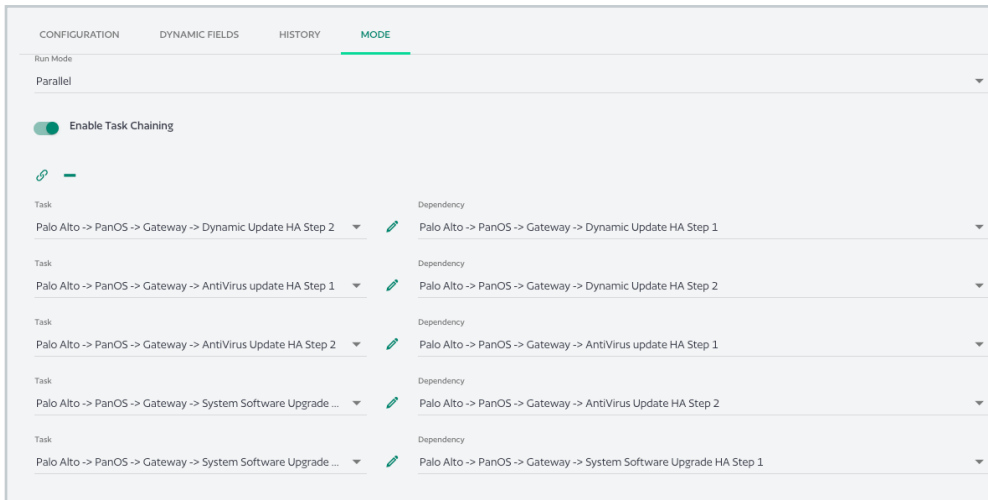 CONFIGURATION DYNAMIC FIELDS HISTORY MODE
Run Mode
Parallel
Enable Task Chaining
Task Dependency
Palo Alto -> PanOS -> Gateway -> Dynamic Update HA Step 2 Palo Alto -> PanOS -> Gateway -> Dynamic Update HA Step 1
Task Dependency
Palo Alto -> PanOS -> Gateway -> AntiVirus update HA Step 1 Palo Alto -> PanOS -> Gateway -> Dynamic Update HA Step 2
Task Dependency
Palo Alto -> PanOS -> Gateway -> AntiVirus Update HA Step 2 Palo Alto -> PanOS -> Gateway -> AntiVirus update HA Step 1
Task Dependency
Palo Alto -> PanOS -> Gateway -> System Software Upgrade ... Palo Alto -> PanOS -> Gateway -> AntiVirus Update HA Step 2
Task Dependency
Palo Alto -> PanOS -> Gateway -> System Software Upgrade ... Palo Alto -> PanOS -> Gateway -> System Software Upgrade HA Step 1